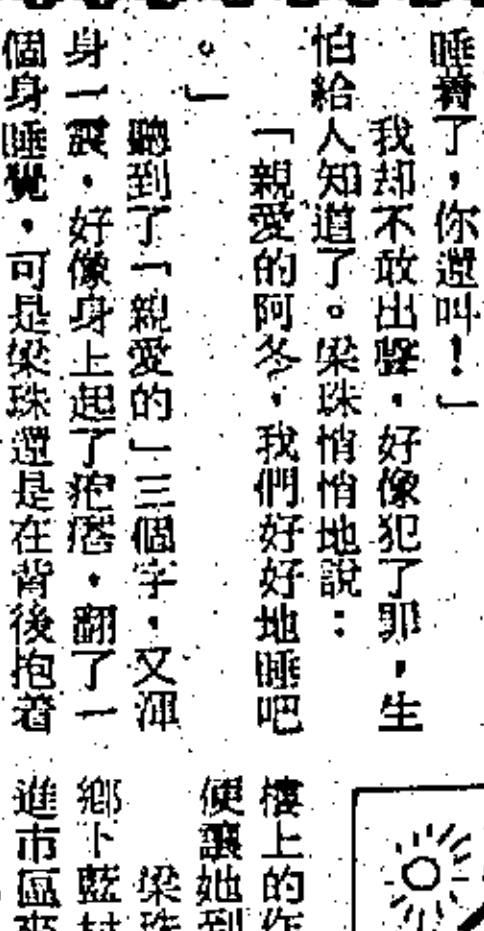 睡着了，你還叫！」
我却不敢出聲，好像犯了罪，生
怕給人知道了。梁珠悄悄地說：
「親愛的阿冬，我們好好地睡吧
。」
聽到了「親愛的」三個字，又渾
身一震，好像身上起了疙瘩，翻了一
個身睡覺，可是梁珠還是在背後抱着
樓上的作
便讓她到
梁珠
鄉下藍村
進市區來